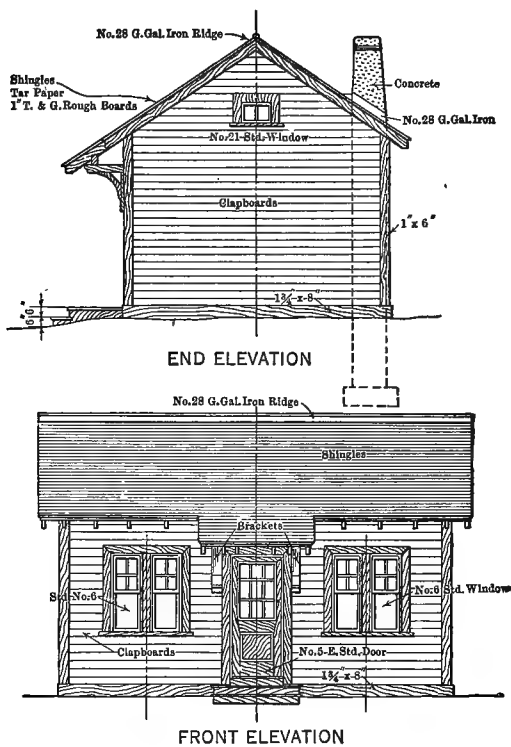 No. 28 G. Gal. Iron Ridge
Shingles
Tar Paper
1" T. & G. Rough Boards
Concrete
No. 28 G. Gal. Iron
No. 21 Std. Window
Clapboards
1" x 6"
1¾" x 8"
6" 6"
END ELEVATION
No. 28 G. Gal. Iron Ridge
Shingles
Brackets
Std. No. 6
No. 6 Std. Window
Clapboards
No. 5-E. Std. Door
1¾" x 8"
FRONT ELEVATION